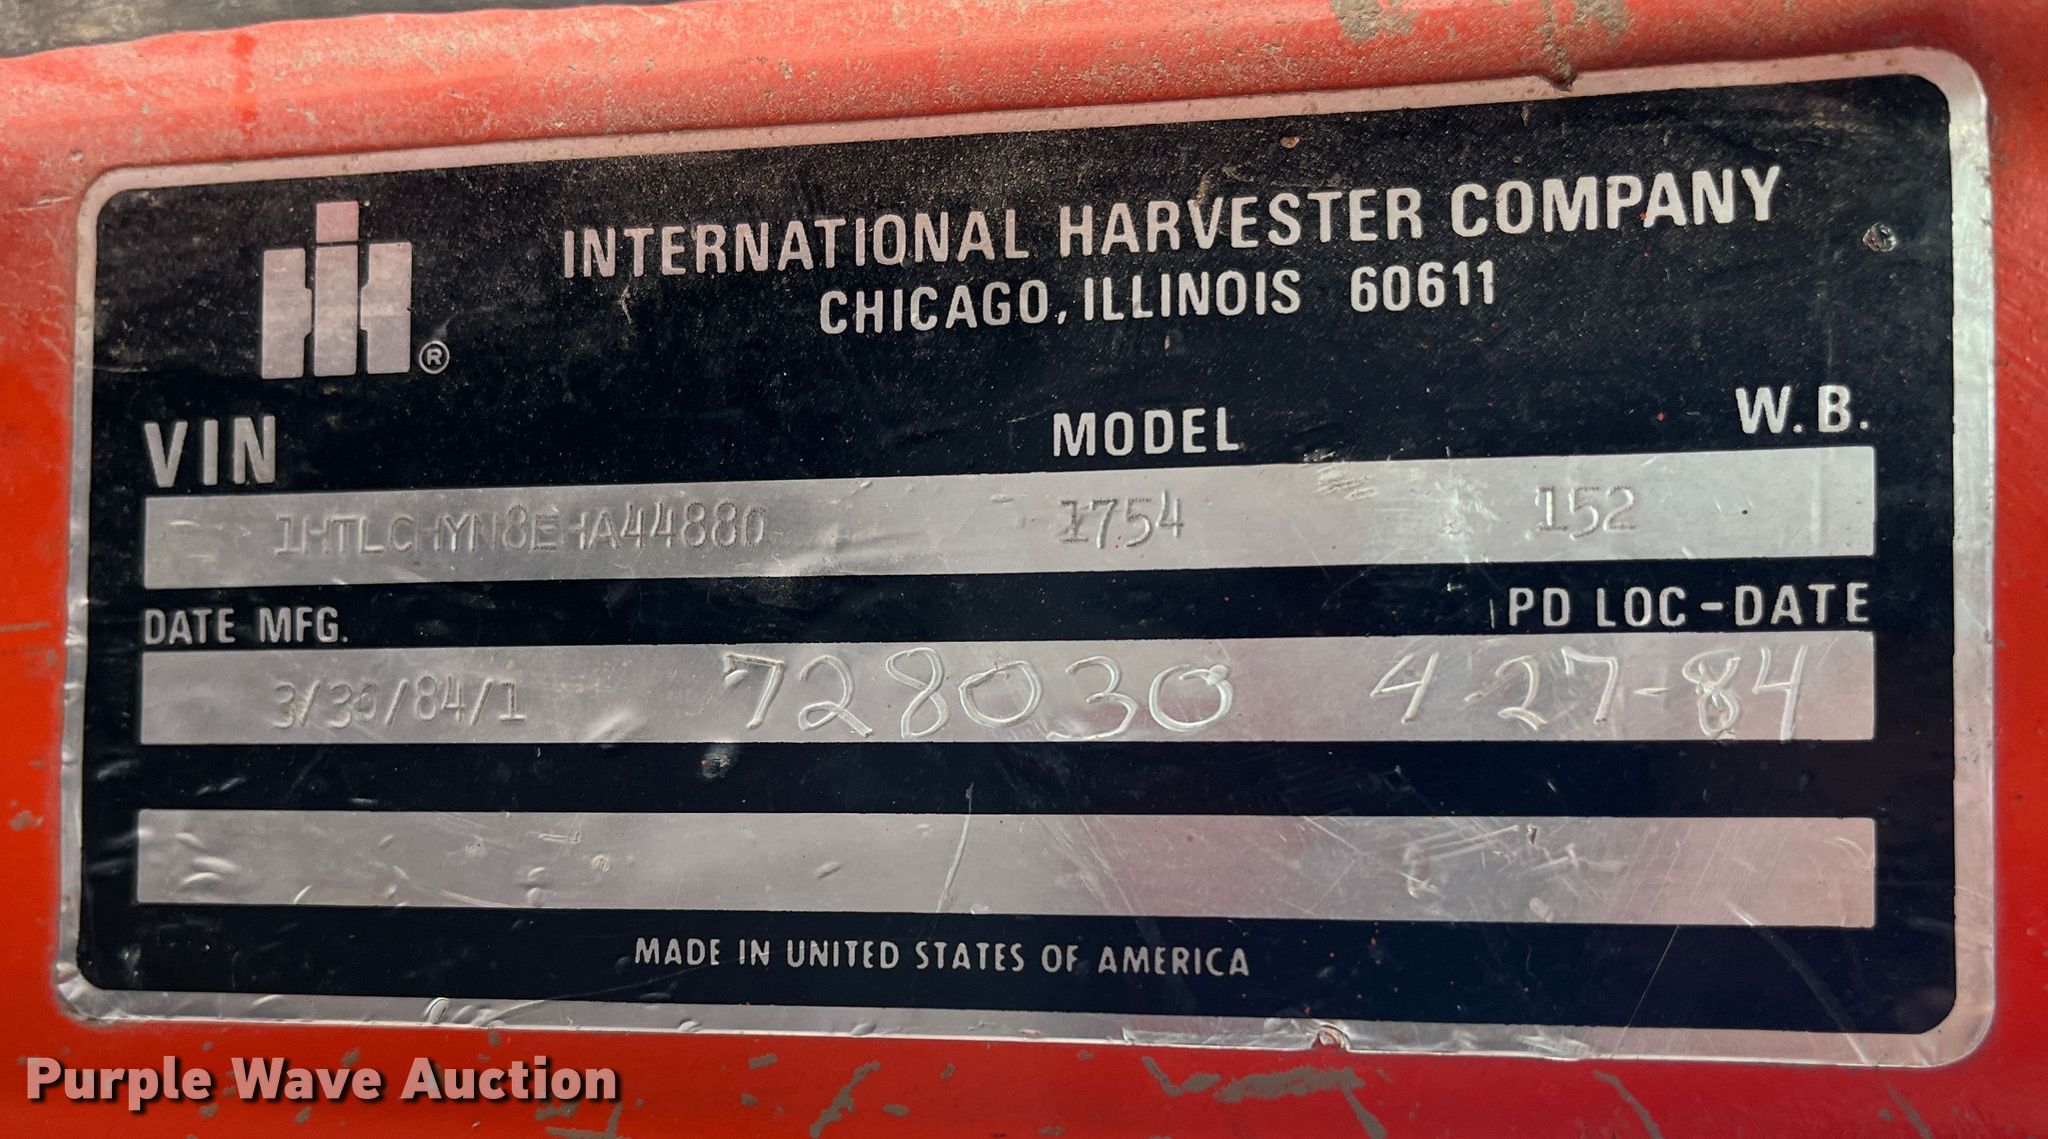 INTERNATIONAL HARVESTER COMPANY
CHICAGO, ILLINOIS 60611
®
VIN MODEL W.B.
1HTLCHYN8EHA44880 1754 152
DATE MFG. PD LOC-DATE
3/30/84/1 728030 4 27-84
MADE IN UNITED STATES OF AMERICA
Purple Wave Auction